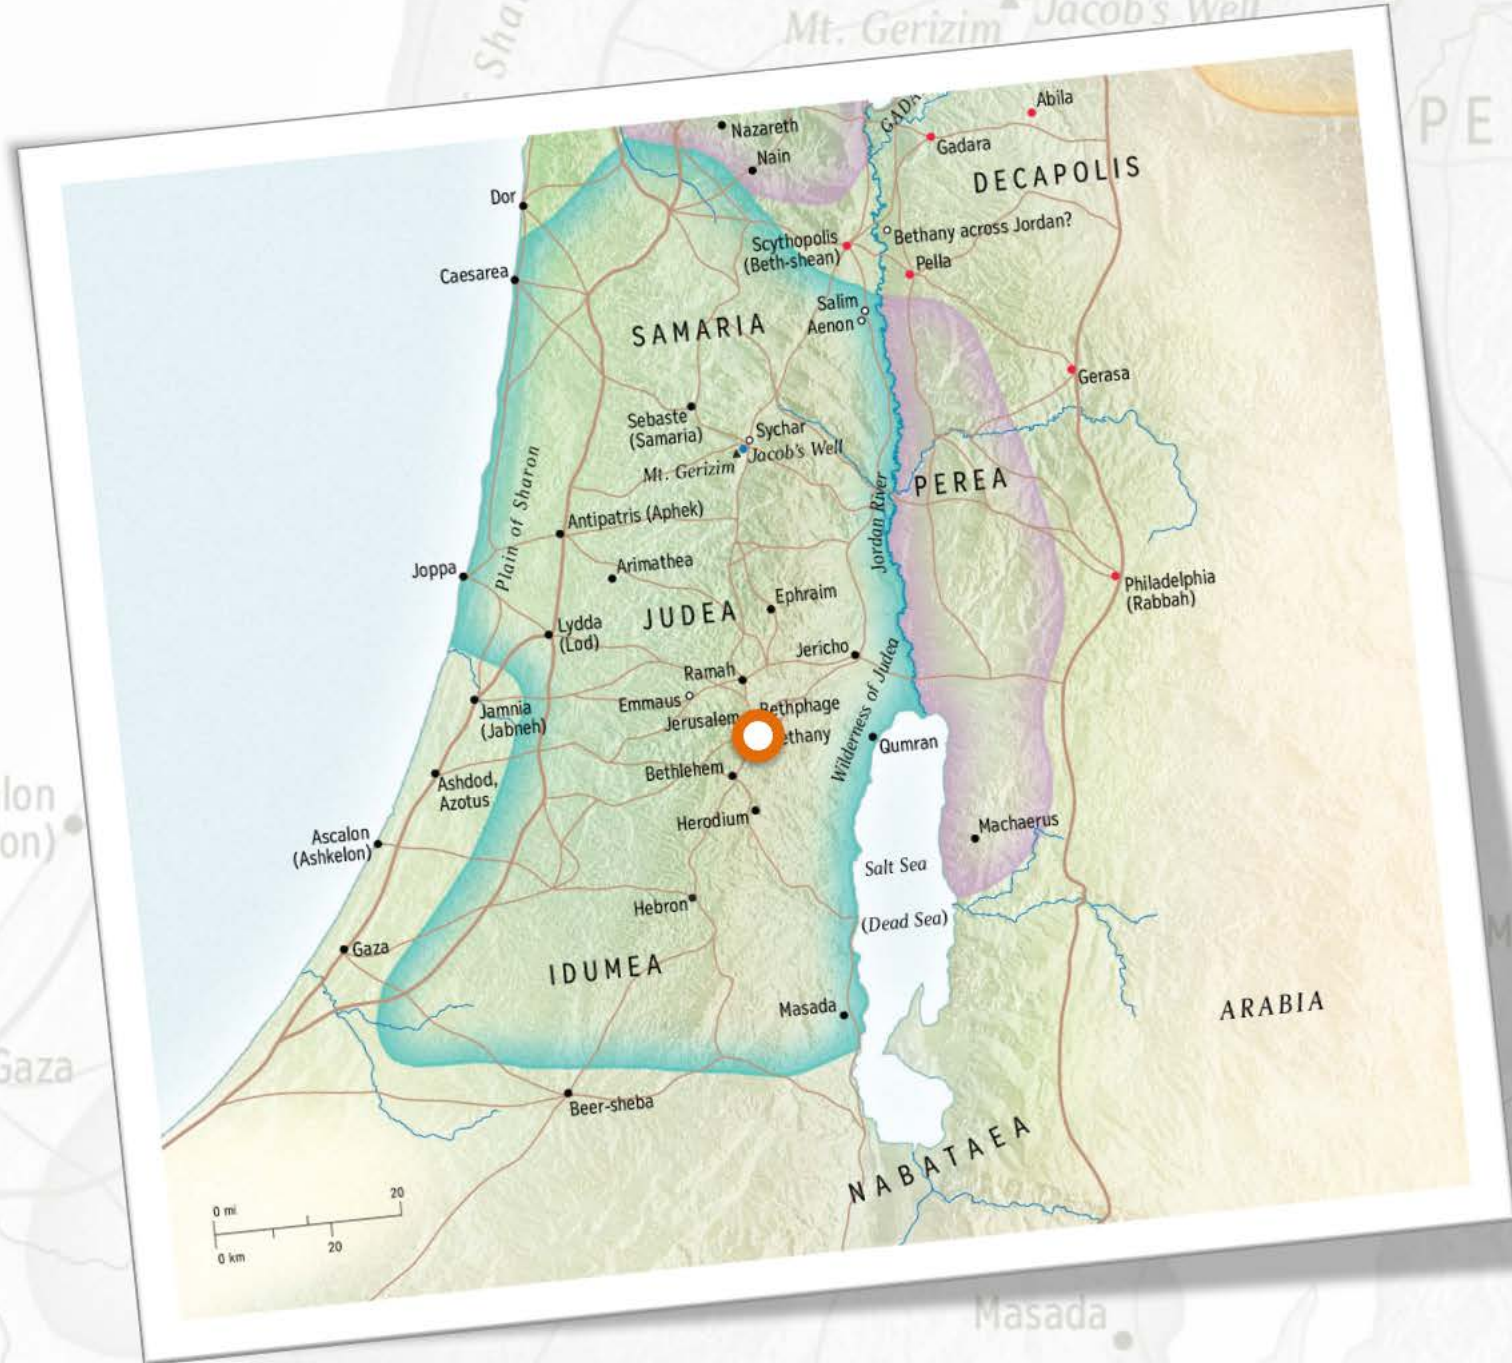 Mt. Gerizim
Jacob's Well
Abila
Nazareth
Gadara
Nain
DECAPOLIS
Dor
Bethany across Jordan?
Scythopolis
(Beth-shean)
Pella
Caesarea
Salim
Aenon
SAMARIA
Gerasa
Sebaste
(Samaria)
Sychar
Jacob's Well
Mt. Gerizim
PEREA
Plain of Sharon
Jordan River
Antipatris (Aphek)
Arimathea
Joppa
Philadelphia
(Rabbah)
Ephraim
JUDEA
Lydda
(Lod)
Jericho
Wilderness of Judea
Ramah
Emmaus
Jamnia
(Jabneh)
Jerusalem
Bethphage
Qumran
Bethlehem
Ashdod,
Azotus
Herodium
Machaerus
Ascalon
(Ashkelon)
Salt Sea
(Dead Sea)
Hebron
Gaza
IDUMEA
Masada
ARABIA
Gaza
Beer-sheba
NABATAEA
0 mi
20
0 km
20
Masada